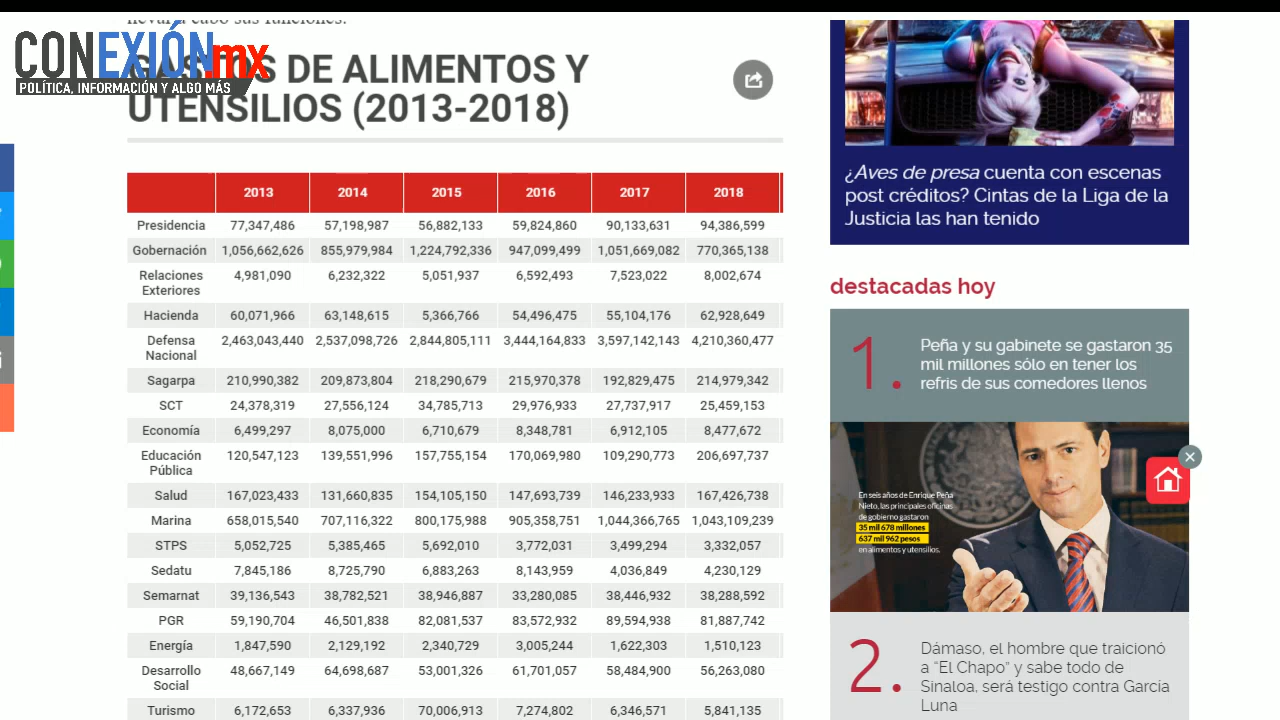 llevar a cabo sus funciones.
CONEXIÓN.mx
POLÍTICA, INFORMACIÓN Y ALGO MÁS
GASTOS DE ALIMENTOS Y
UTENSILIOS (2013-2018)
2013 2014 2015 2016 2017 2018
Presidencia 77,347,486 57,198,987 56,882,133 59,824,860 90,133,631 94,386,599
Gobernación 1,056,662,626 855,979,984 1,224,792,336 947,099,499 1,051,669,082 770,365,138
Relaciones
Exteriores 4,981,090 6,232,322 5,051,937 6,592,493 7,523,022 8,002,674
Hacienda 60,071,966 63,148,615 5,366,766 54,496,475 55,104,176 62,928,649
Defensa
Nacional 2,463,043,440 2,537,098,726 2,844,805,111 3,444,164,833 3,597,142,143 4,210,360,477
Sagarpa 210,990,382 209,873,804 218,290,679 215,970,378 192,829,475 214,979,342
SCT 24,378,319 27,556,124 34,785,713 29,976,933 27,737,917 25,459,153
Economía 6,499,297 8,075,000 6,710,679 8,348,781 6,912,105 8,477,672
Educación
Pública 120,547,123 139,551,996 157,755,154 170,069,980 109,290,773 206,697,737
Salud 167,023,433 131,660,835 154,105,150 147,693,739 146,233,933 167,426,738
Marina 658,015,540 707,116,322 800,175,988 905,358,751 1,044,366,765 1,043,109,239
STPS 5,052,725 5,385,465 5,692,010 3,772,031 3,499,294 3,332,057
Sedatu 7,845,186 8,725,790 6,883,263 8,143,959 4,036,849 4,230,129
Semarnat 39,136,543 38,782,521 38,946,887 33,280,085 38,446,932 38,288,592
PGR 59,190,704 46,501,838 82,081,537 83,572,932 89,594,938 81,887,742
Energía 1,847,590 2,129,192 2,340,729 3,005,244 1,622,303 1,510,123
Desarrollo
Social 48,667,149 64,698,687 53,001,326 61,701,057 58,484,900 56,263,080
Turismo 6,172,653 6,337,936 70,006,913 7,274,802 6,346,571 5,841,135
¿Aves de presa cuenta con escenas
post créditos? Cintas de la Liga de la
Justicia las han tenido
destacadas hoy
1. Peña y su gabinete se gastaron 35
mil millones sólo en tener los
refris de sus comedores llenos
En seis años de Enrique Peña
Nieto, las principales oficinas
de gobierno gastaron
35 mil 678 millones
637 mil 962 pesos
en alimentos y utensilios.
2. Dámaso, el hombre que traicionó
a "El Chapo" y sabe todo de
Sinaloa, será testigo contra García
Luna